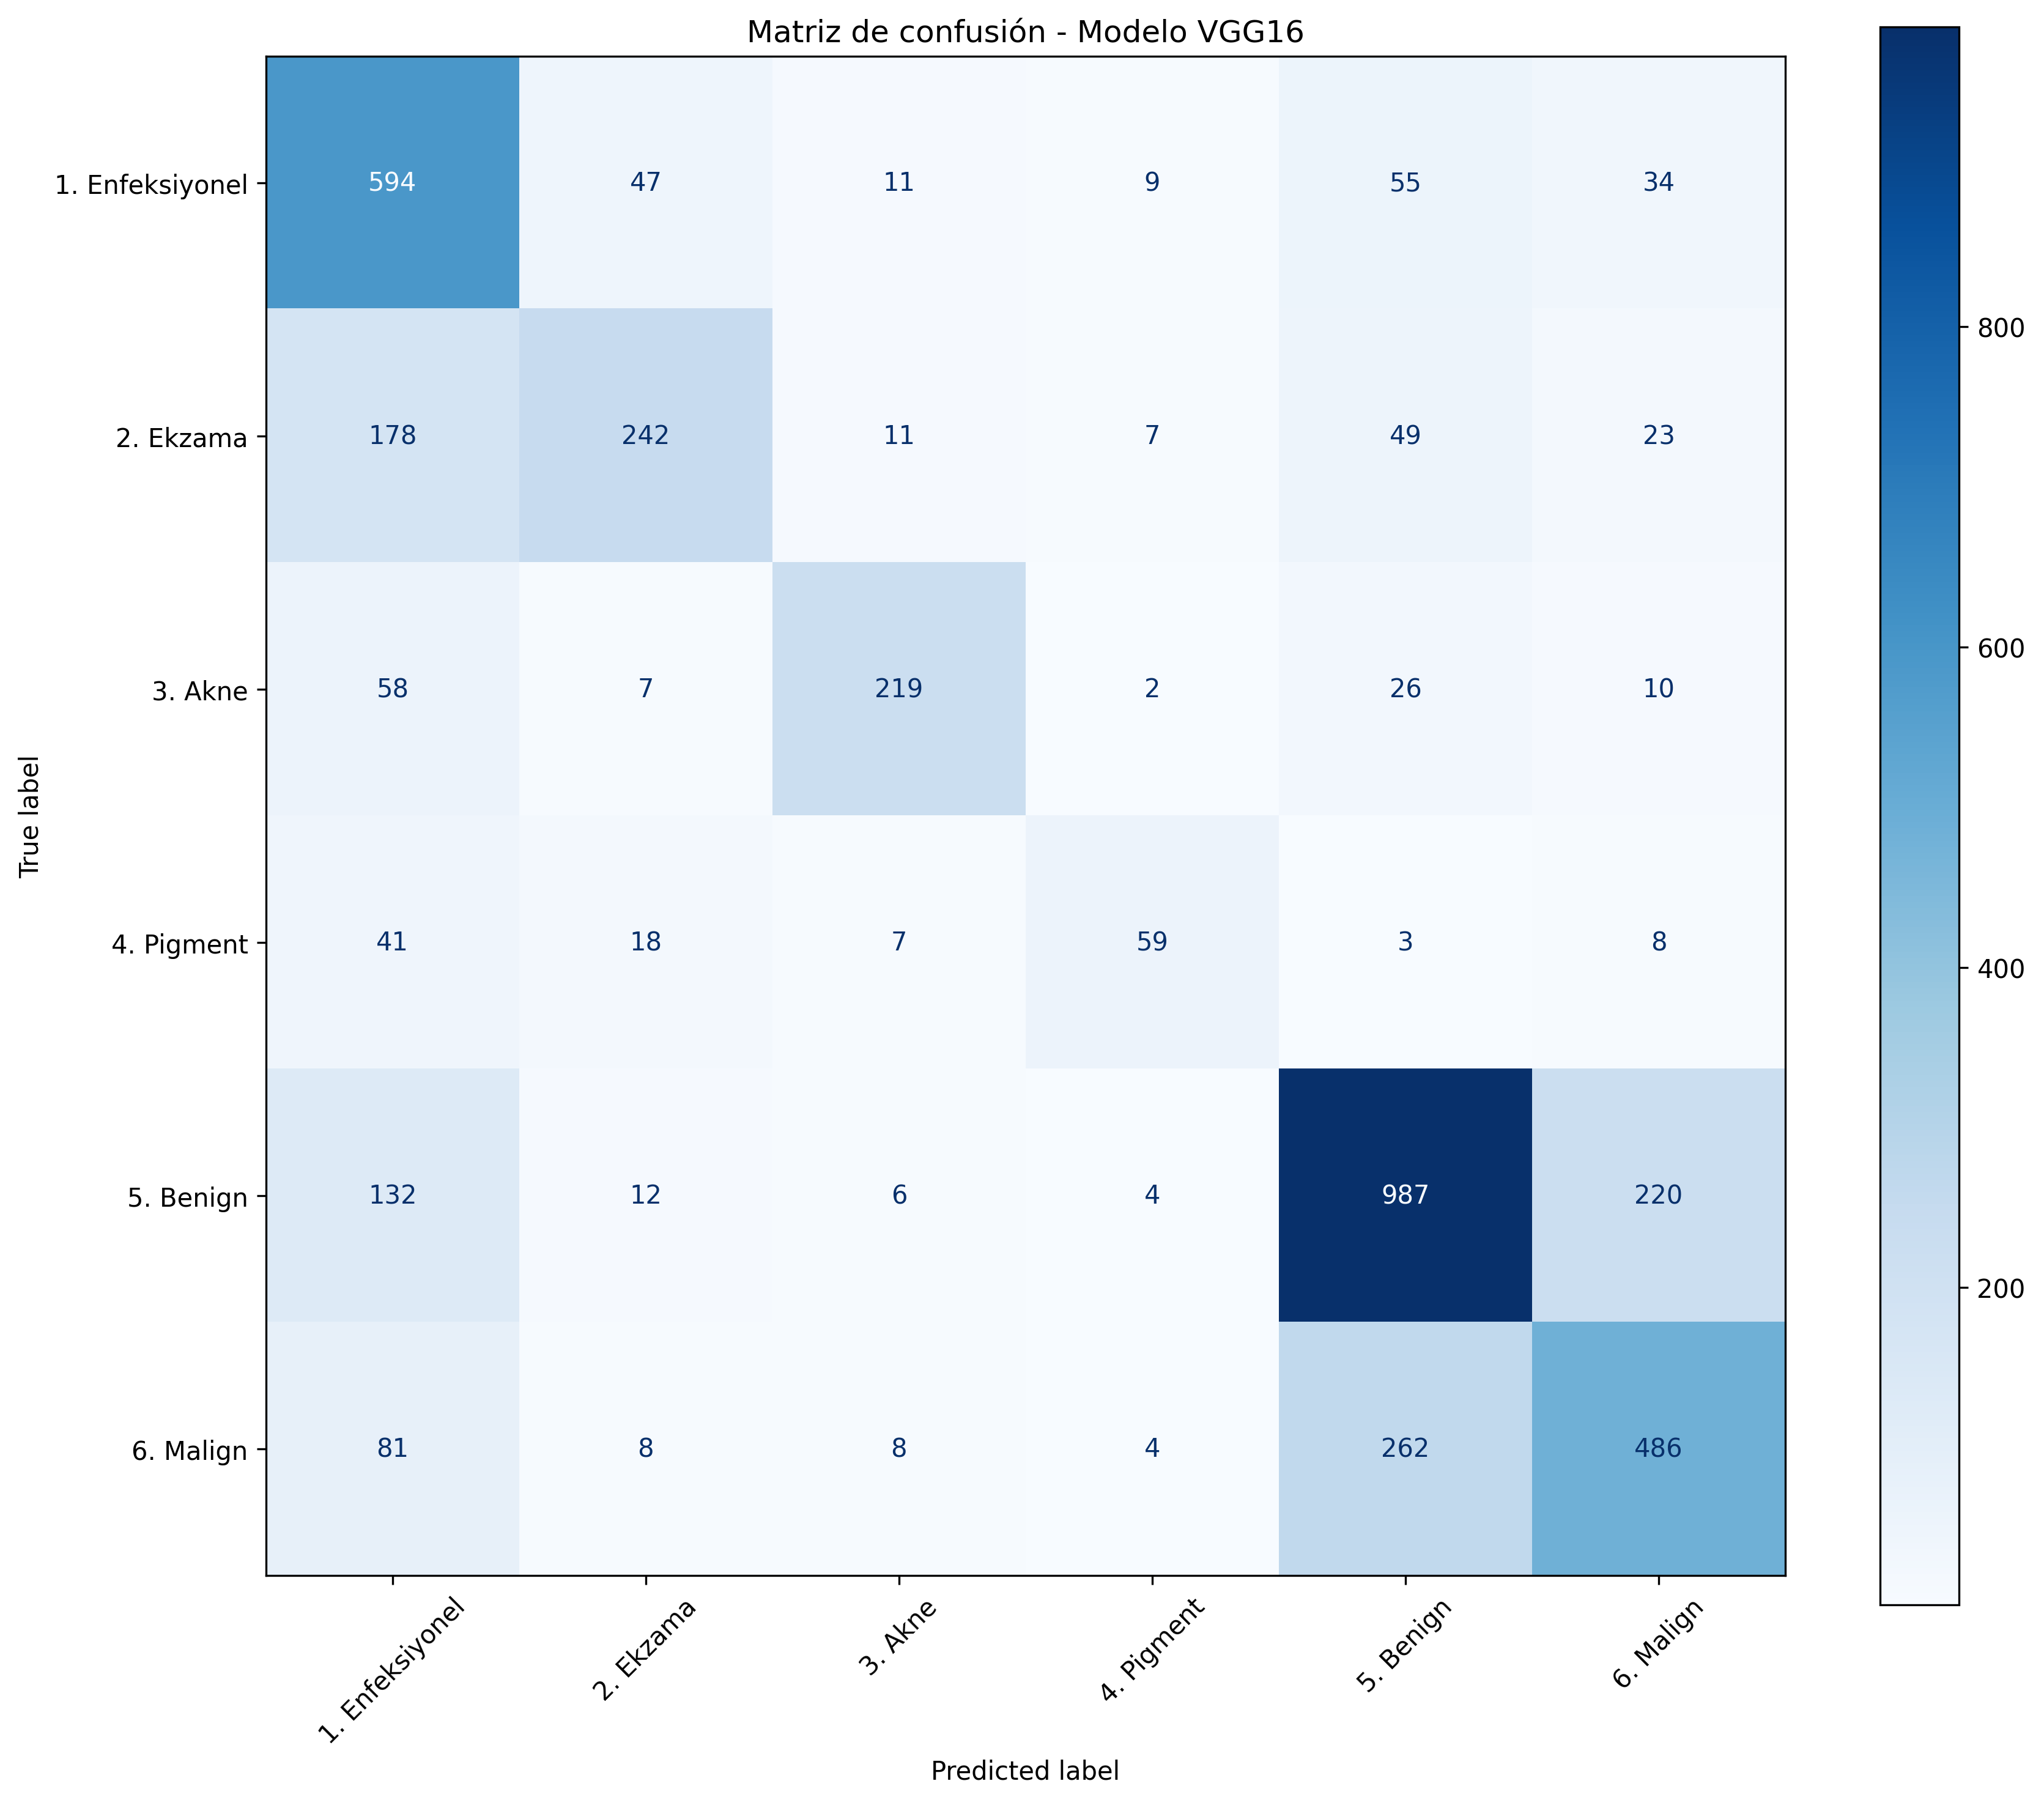 Matriz de confusión - Modelo VGG16
True label
1. Enfeksiyonel 594 47 11 9 55 34
2. Ekzama 178 242 11 7 49 23
3. Akne 58 7 219 2 26 10
4. Pigment 41 18 7 59 3 8
5. Benign 132 12 6 4 987 220
6. Malign 81 8 8 4 262 486
1. Enfeksiyonel 2. Ekzama 3. Akne 4. Pigment 5. Benign 6. Malign
Predicted label
800
600
400
200